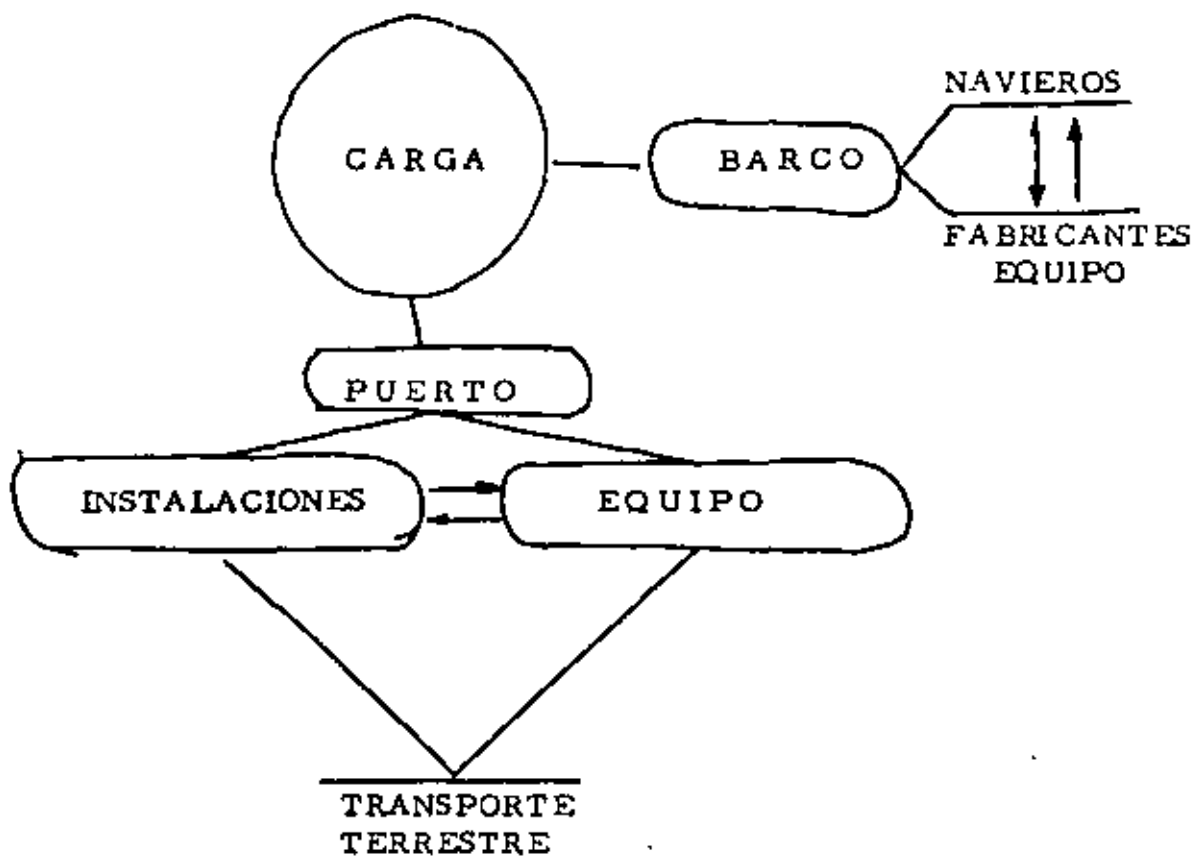 NAVIEROS
CARGA
BARCO
FABRICANTES
EQUIPO
PUERTO
INSTALACIONES
EQUIPO
TRANSPORTE
TERRESTRE